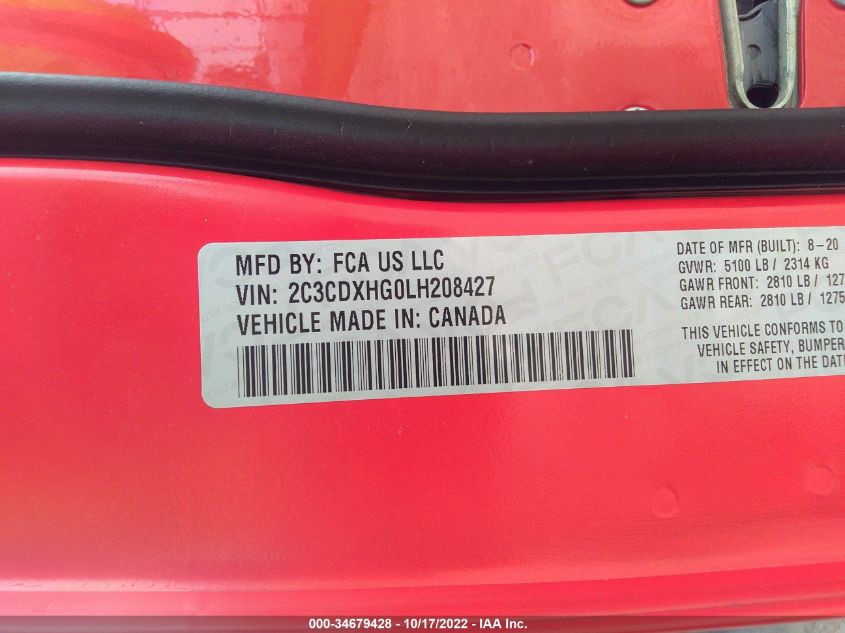 MFD BY: FCA US LLC
VIN: 2C3CDXHG0LH208427
VEHICLE MADE IN: CANADA
DATE OF MFR (BUILT): 8-20
GVWR: 5100 LB / 2314 KG
GAWR FRONT: 2810 LB / 127
GAWR REAR: 2810 LB / 1275
THIS VEHICLE CONFORMS TO
VEHICLE SAFETY, BUMPER
IN EFFECT ON THE DAT
000-34679428 - 10/17/2022 - IAA Inc.